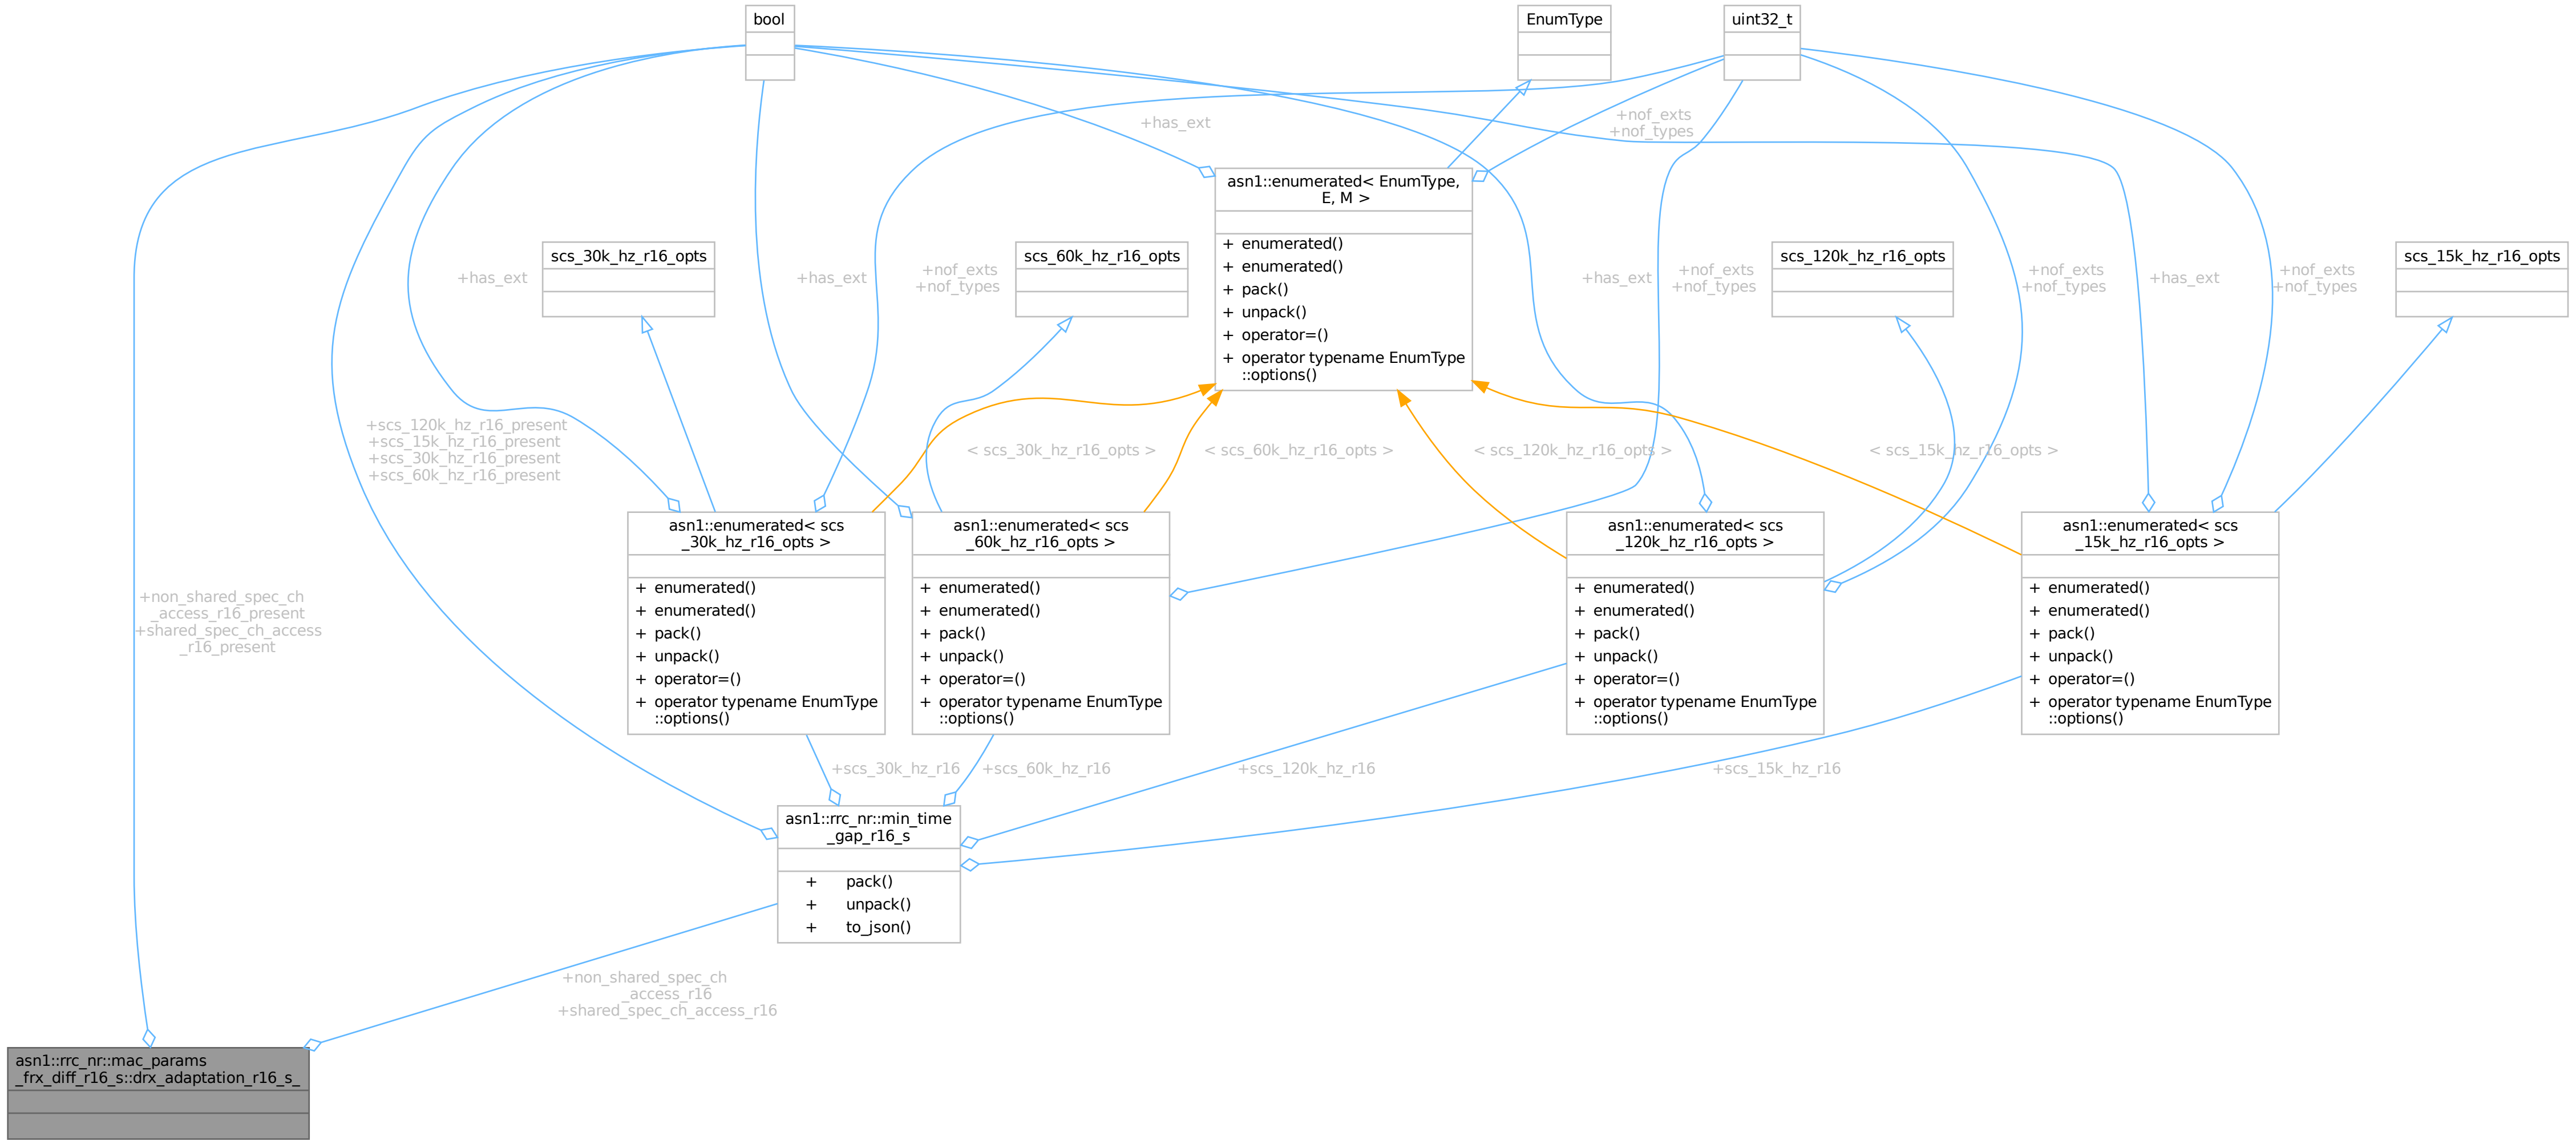 bool
EnumType
uint32_t
+nof_exts
+nof_types
+has_ext
asn1::enumerated< EnumType,
E, M >
+ enumerated()
+ enumerated()
+ pack()
+ unpack()
+ operator=()
+ operator typename EnumType
::options()
scs_30k_hz_r16_opts
scs_60k_hz_r16_opts
scs_120k_hz_r16_opts
scs_15k_hz_r16_opts
+has_ext
+has_ext
+nof_exts
+nof_types
+has_ext
+nof_exts
+nof_types
+nof_exts
+nof_types
+has_ext
+nof_exts
+nof_types
+scs_120k_hz_r16_present
+scs_15k_hz_r16_present
+scs_30k_hz_r16_present
+scs_60k_hz_r16_present
< scs_30k_hz_r16_opts >
< scs_60k_hz_r16_opts >
< scs_120k_hz_r16_opts >
< scs_15k_hz_r16_opts >
asn1::enumerated< scs
_30k_hz_r16_opts >
+ enumerated()
+ enumerated()
+ pack()
+ unpack()
+ operator=()
+ operator typename EnumType
::options()
asn1::enumerated< scs
_60k_hz_r16_opts >
+ enumerated()
+ enumerated()
+ pack()
+ unpack()
+ operator=()
+ operator typename EnumType
::options()
asn1::enumerated< scs
_120k_hz_r16_opts >
+ enumerated()
+ enumerated()
+ pack()
+ unpack()
+ operator=()
+ operator typename EnumType
::options()
asn1::enumerated< scs
_15k_hz_r16_opts >
+ enumerated()
+ enumerated()
+ pack()
+ unpack()
+ operator=()
+ operator typename EnumType
::options()
+non_shared_spec_ch
_access_r16_present
+shared_spec_ch_access
_r16_present
+scs_30k_hz_r16
+scs_60k_hz_r16
+scs_120k_hz_r16
+scs_15k_hz_r16
asn1::rrc_nr::min_time
_gap_r16_s
+ pack()
+ unpack()
+ to_json()
+non_shared_spec_ch
_access_r16
+shared_spec_ch_access_r16
asn1::rrc_nr::mac_params
_frx_diff_r16_s::drx_adaptation_r16_s_